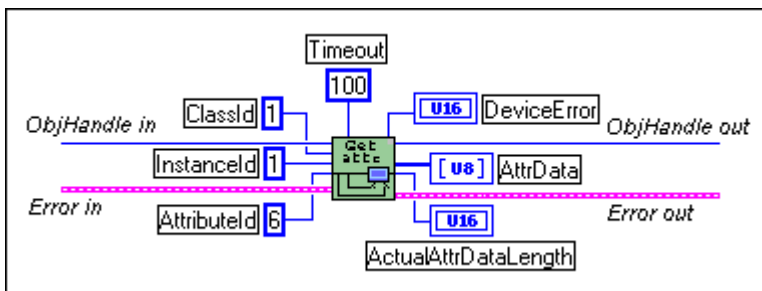 Timeout
100
ClassId 1
U16 DeviceError
ObjHandle in
ObjHandle out
Get
attr
InstanceId 1
[U8] AttrData
Error in
Error out
AttributeId 6
U16
ActualAttrDataLength